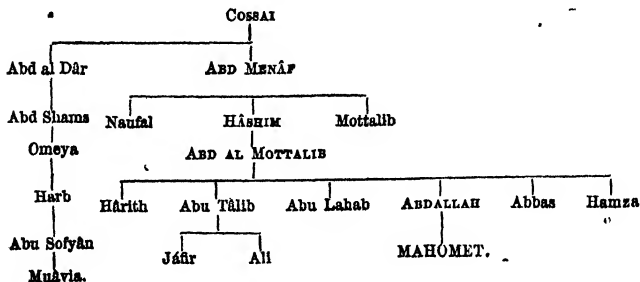 COSSAI
Abd al Dâr ABD MENÂF
Abd Shams Naufal HÂSHIM Mottalib
Omeya ABD AL MOTTALIB
Harb Hârith Abu Tâlib Abu Lahab ABDALLAH Abbas Hamza
Abu Sofyân Jáfir Ali MAHOMET.
Muâvia.